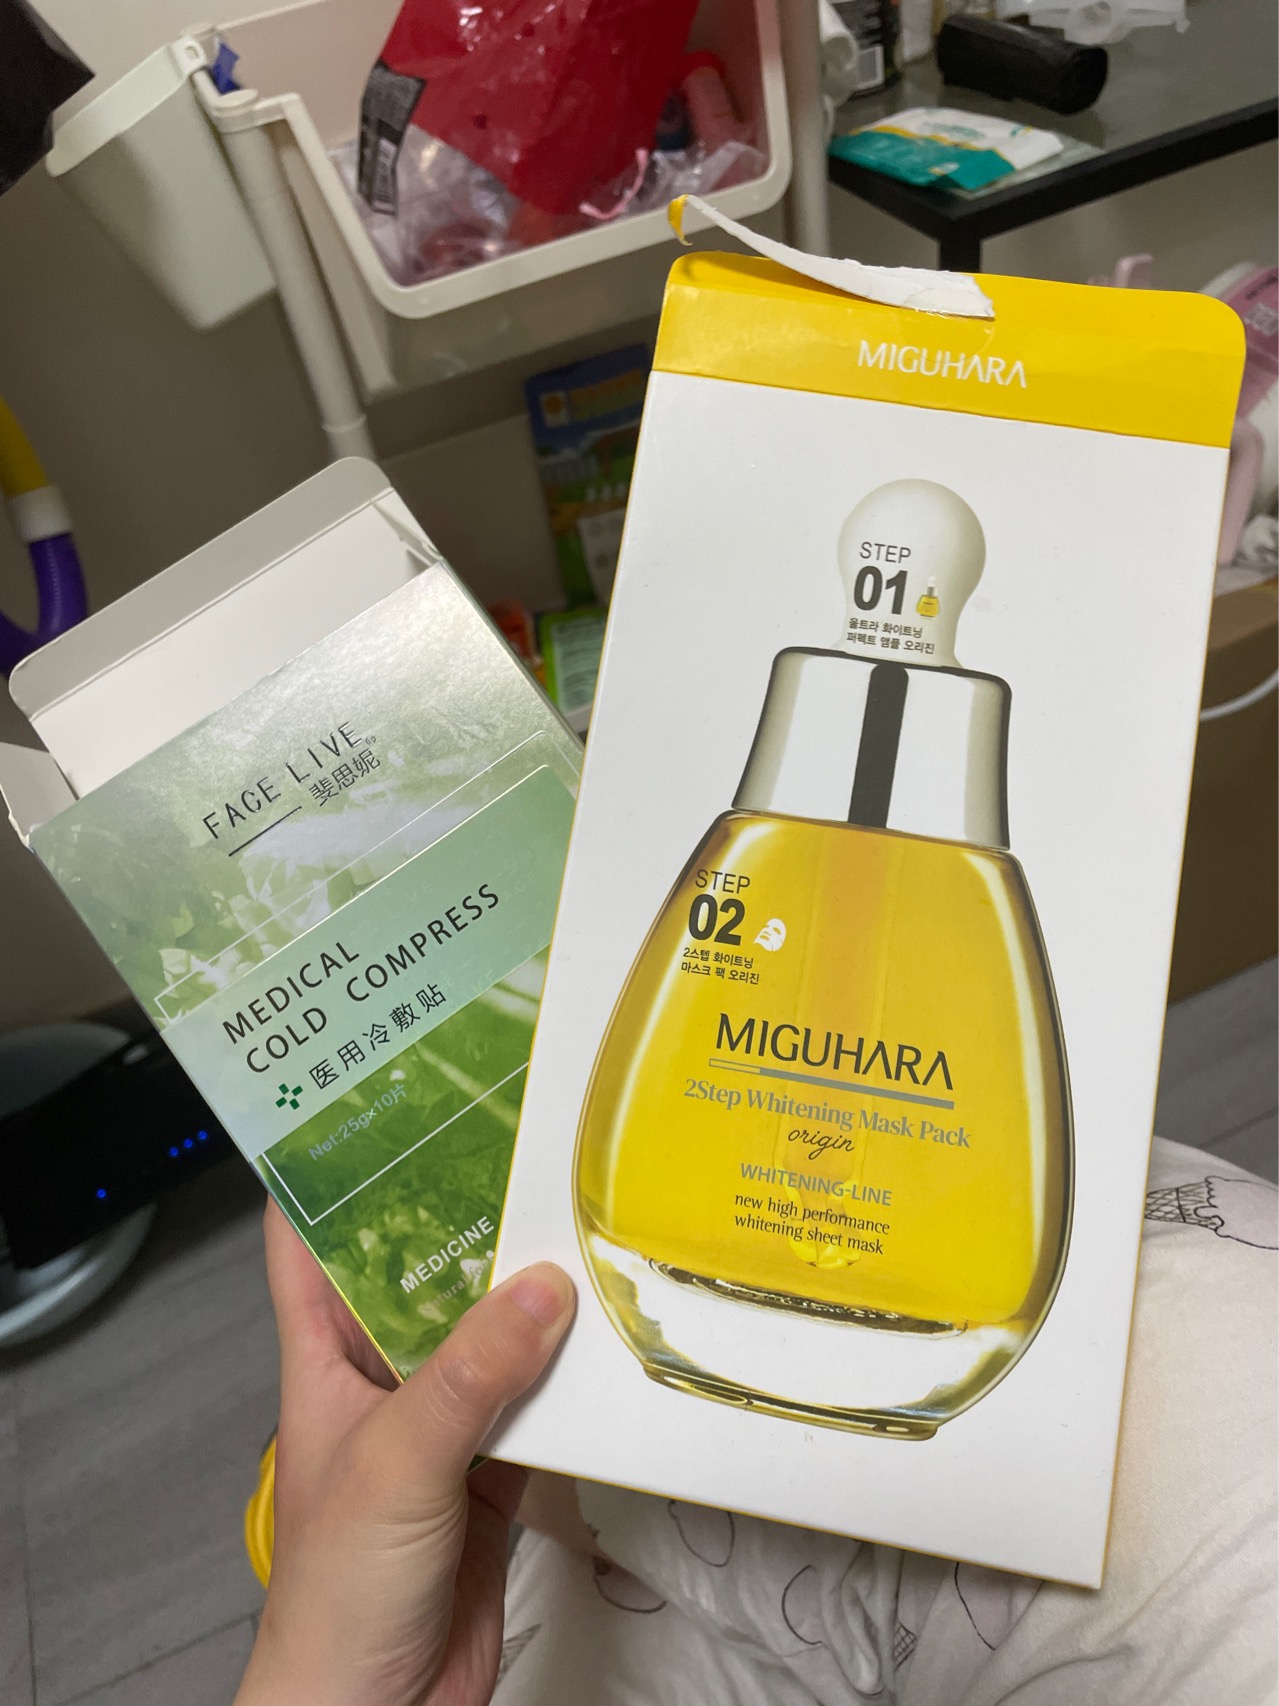 FACE LIVE
斐思妮
MEDICAL
COLD COMPRESS
医用冷敷贴
Net:25g×10片
MEDICINE
MIGUHARA
STEP
01
울트라 화이트닝
퍼펙트 앰플 오리진
STEP
02
2스텝 화이트닝
마스크 팩 오리진
MIGUHARA
2Step Whitening Mask Pack
origin
WHITENING-LINE
new high performance
whitening sheet mask